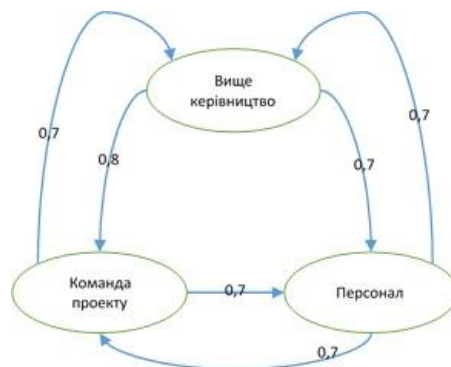 Вище
керівництво
0,7
0,8
0,7
0,7
Команда
проекту
0,7
Персонал
0,7